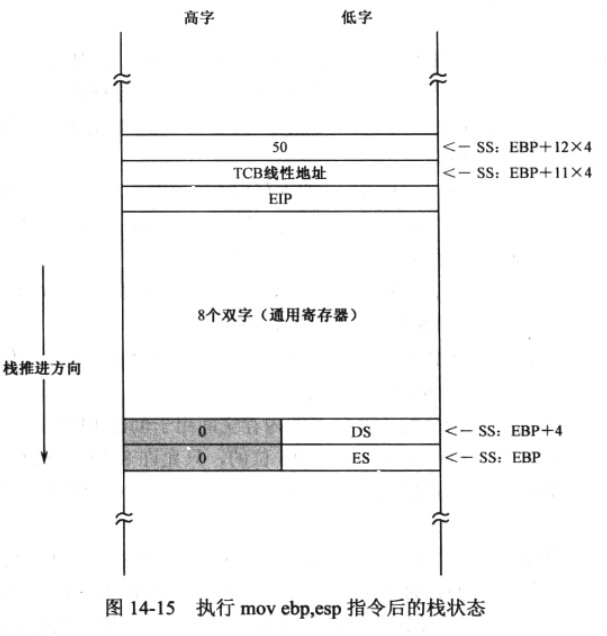 高字 低字
50 <— SS: EBP+12×4
TCB线性地址 <— SS: EBP+11×4
EIP
8个双字（通用寄存器）
栈推进方向
0 DS <— SS: EBP+4
0 ES <— SS: EBP
图 14-15 执行 mov ebp,esp 指令后的栈状态